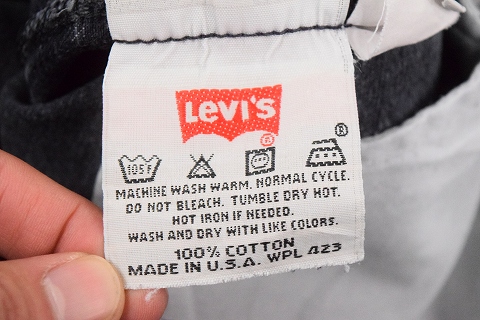 Levi's®
105F ®
MACHINE WASH WARM. NORMAL CYCLE.
DO NOT BLEACH. TUMBLE DRY HOT.
HOT IRON IF NEEDED.
WASH AND DRY WITH LIKE COLORS.
100% COTTON
MADE IN U.S.A. WPL 423